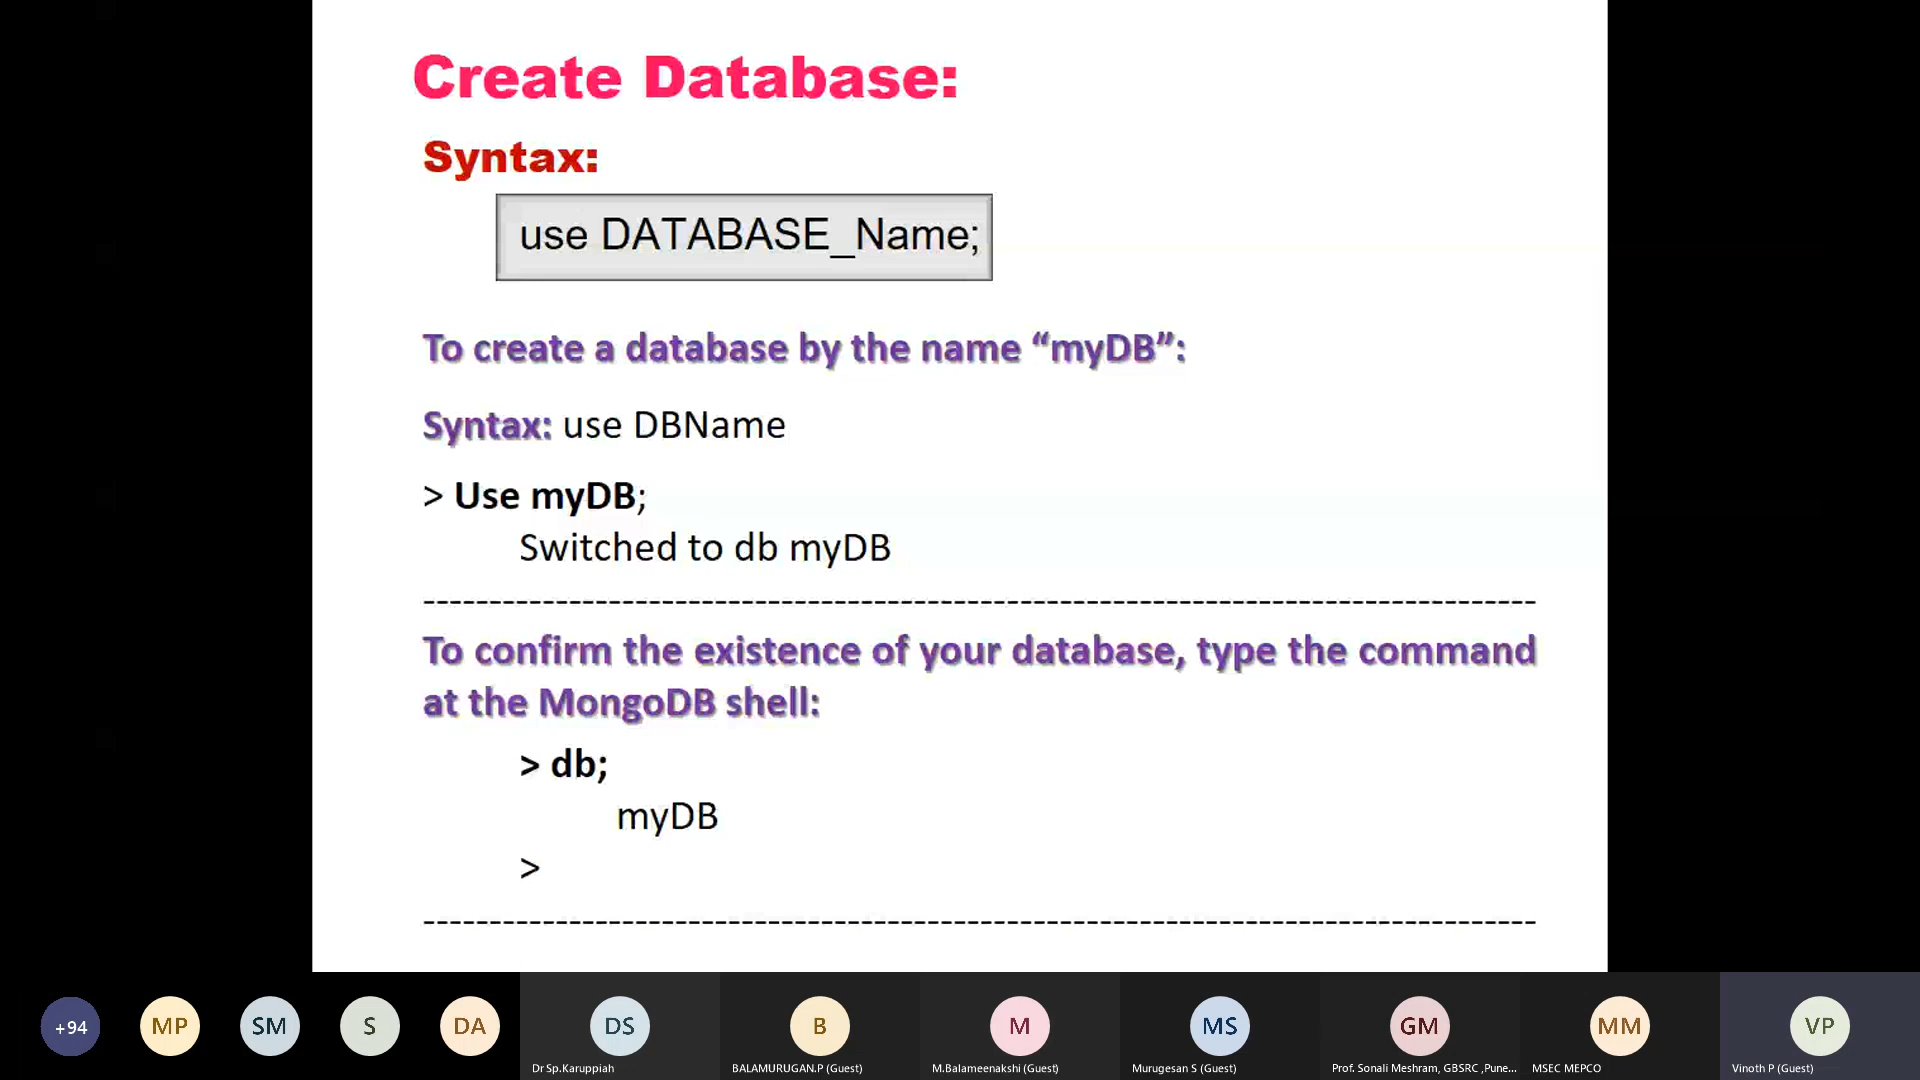 Create Database:
Syntax:
use DATABASE_Name;
To create a database by the name “myDB”:
Syntax: use DBName
> Use myDB;
Switched to db myDB
--------------------------------------------------------------------------------------
To confirm the existence of your database, type the command
at the MongoDB shell:
> db;
myDB
>
--------------------------------------------------------------------------------------
+94 MP SM S DA DS B M MS GM MM VP
Dr Sp.Karuppiah BALAMURUGAN.P (Guest) M.Balameenakshi (Guest) Murugesan S (Guest) Prof. Sonali Meshram, GBSRC ,Pune... MSEC MEPCO Vinoth P (Guest)